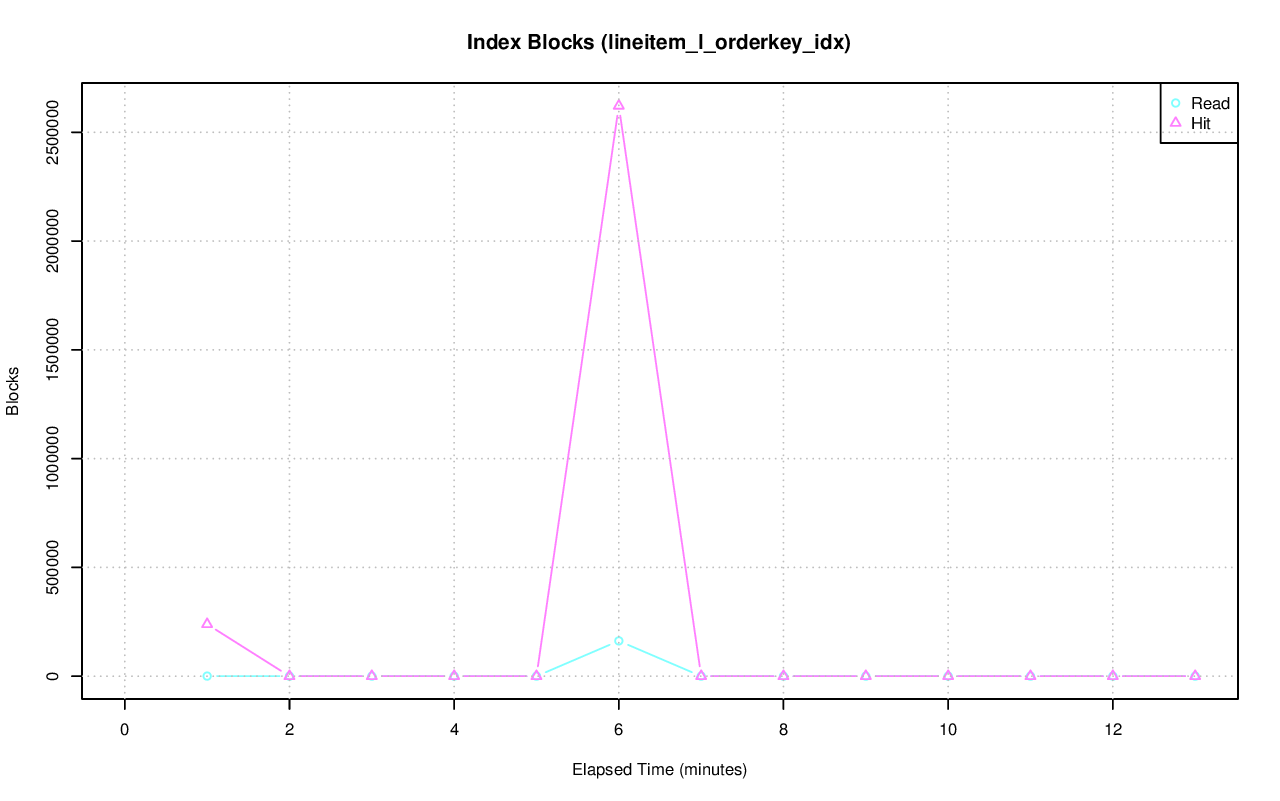 Index Blocks (lineitem_l_orderkey_idx)
Read
Hit
2500000
2000000
1500000
1000000
500000
0
Blocks
0 2 4 6 8 10 12
Elapsed Time (minutes)